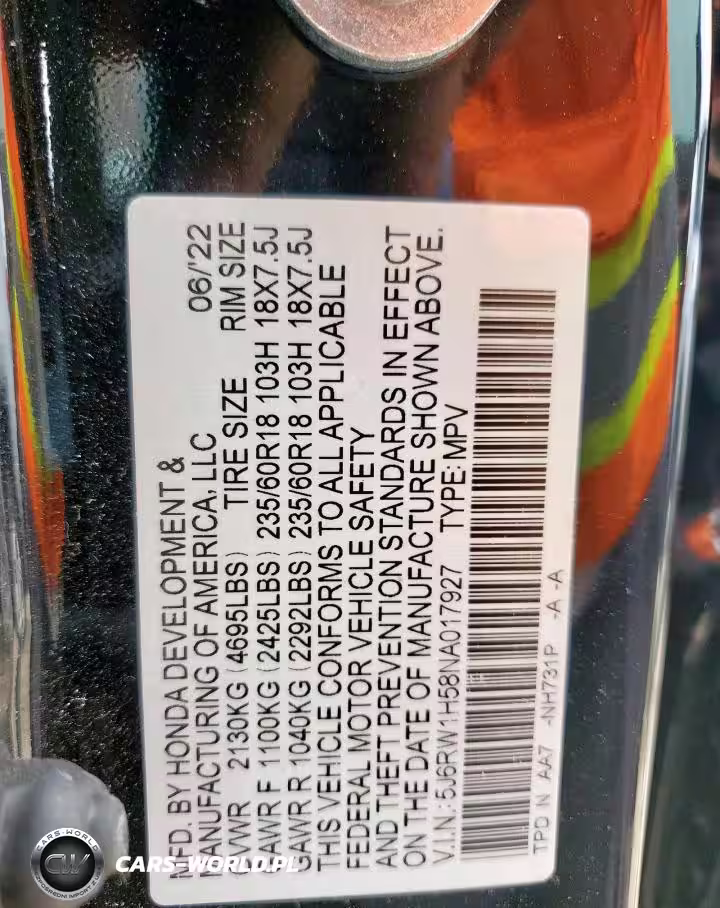 MFD. BY HONDA DEVELOPMENT &
MANUFACTURING OF AMERICA, LLC 06/'22
GVWR 2130KG (4695LBS) TIRE SIZE RIM SIZE
GAWR F 1100KG (2425LBS) 235/60R18 103H 18X7.5J
GAWR R 1040KG (2292LBS) 235/60R18 103H 18X7.5J
THIS VEHICLE CONFORMS TO ALL APPLICABLE
FEDERAL MOTOR VEHICLE SAFETY
AND THEFT PREVENTION STANDARDS IN EFFECT
ON THE DATE OF MANUFACTURE SHOWN ABOVE.
V.I.N.: 5J6RW1H58NA017927 TYPE: MPV
TPD N AA7 -NH731P -A -A
CARS-WORLD
CW
CARS-WORLD.PL